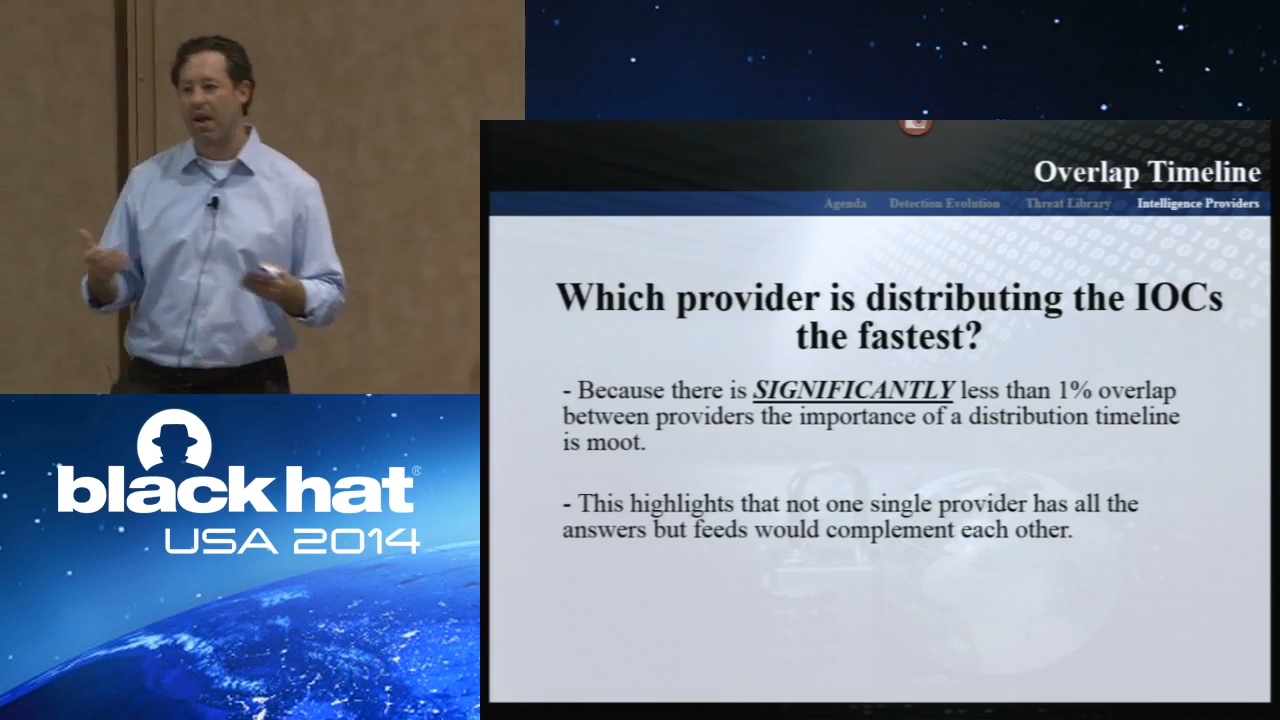 Overlap Timeline
Agenda Detection Evolution Threat Library Intelligence Providers
Which provider is distributing the IOCs
the fastest?
- Because there is SIGNIFICANTLY less than 1% overlap
between providers the importance of a distribution timeline
is moot.
- This highlights that not one single provider has all the
answers but feeds would complement each other.
black hat®
USA 2014